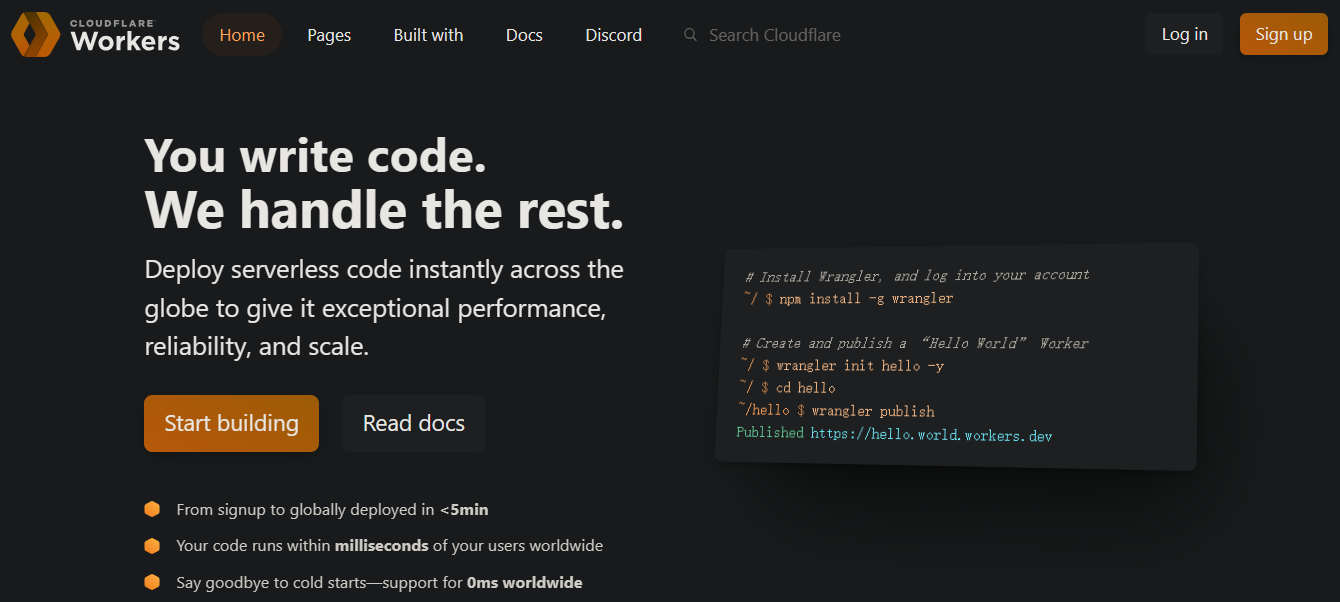 CLOUDFLARE
Workers
Home
Pages
Built with
Docs
Discord
Search Cloudflare
Log in
Sign up
You write code.
We handle the rest.
Deploy serverless code instantly across the
globe to give it exceptional performance,
reliability, and scale.
Start building
Read docs
From signup to globally deployed in <5min
Your code runs within milliseconds of your users worldwide
Say goodbye to cold starts—support for 0ms worldwide
# Install Wrangler, and log into your account
~/ $ npm install -g wrangler
# Create and publish a “Hello World” Worker
~/ $ wrangler init hello -y
~/ $ cd hello
~/hello $ wrangler publish
Published https://hello.world.workers.dev